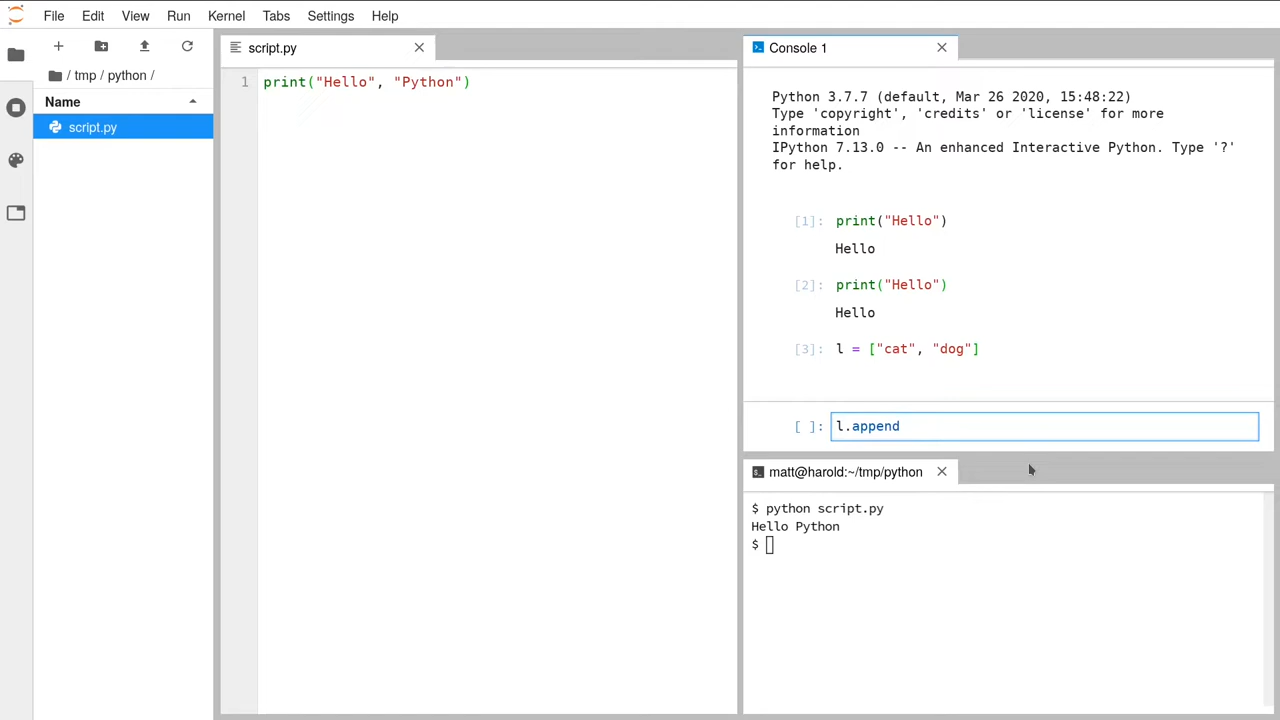 File Edit View Run Kernel Tabs Settings Help
/ tmp / python /
Name
script.py
script.py
1 print("Hello", "Python")
Console 1
Python 3.7.7 (default, Mar 26 2020, 15:48:22)
Type 'copyright', 'credits' or 'license' for more
information
IPython 7.13.0 -- An enhanced Interactive Python. Type '?'
for help.
[1]: print("Hello")
Hello
[2]: print("Hello")
Hello
[3]: l = ["cat", "dog"]
[ ]: l.append
matt@harold:~/tmp/python
$ python script.py
Hello Python
$